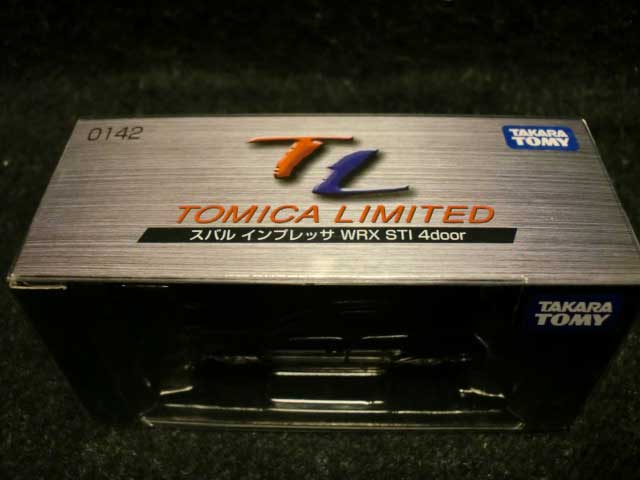 0142
TL
TAKARA
TOMY
TOMICA LIMITED
スバル インプレッサ WRX STI 4door
TAKARA
TOMY